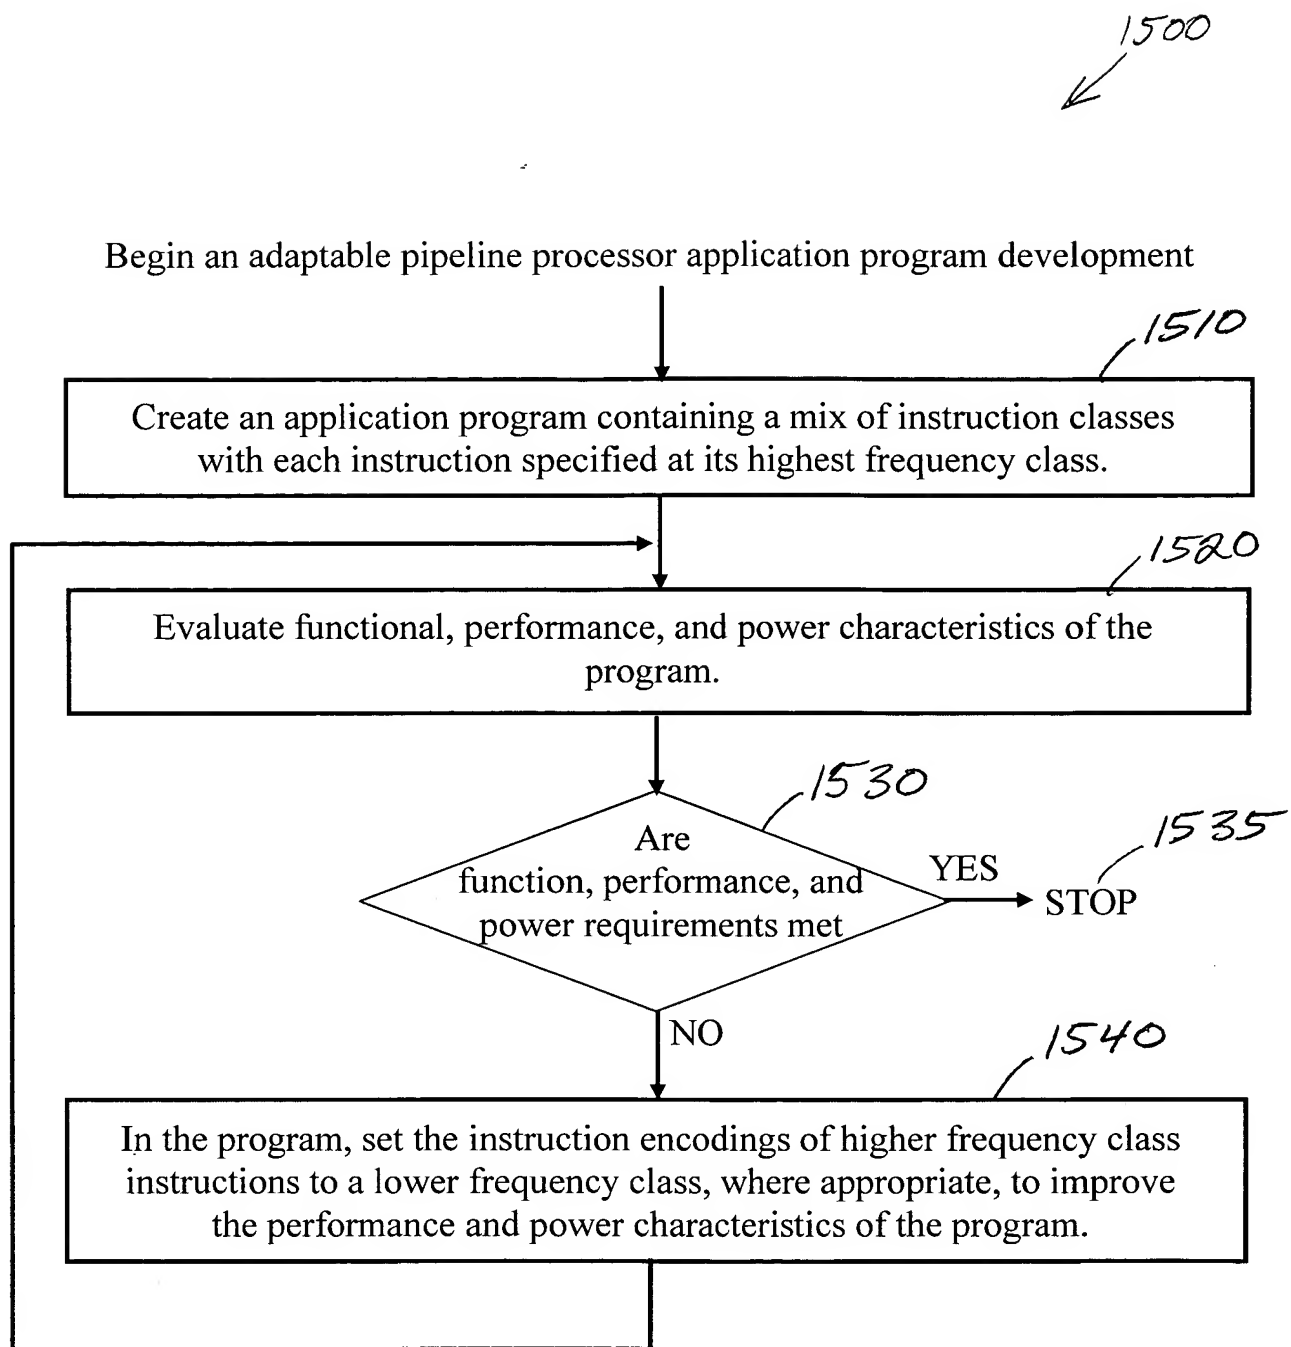 1500
Begin an adaptable pipeline processor application program development
1510
Create an application program containing a mix of instruction classes
with each instruction specified at its highest frequency class.
1520
Evaluate functional, performance, and power characteristics of the
program.
1530
Are
function, performance, and
power requirements met
YES
1535
STOP
NO
1540
In the program, set the instruction encodings of higher frequency class
instructions to a lower frequency class, where appropriate, to improve
the performance and power characteristics of the program.